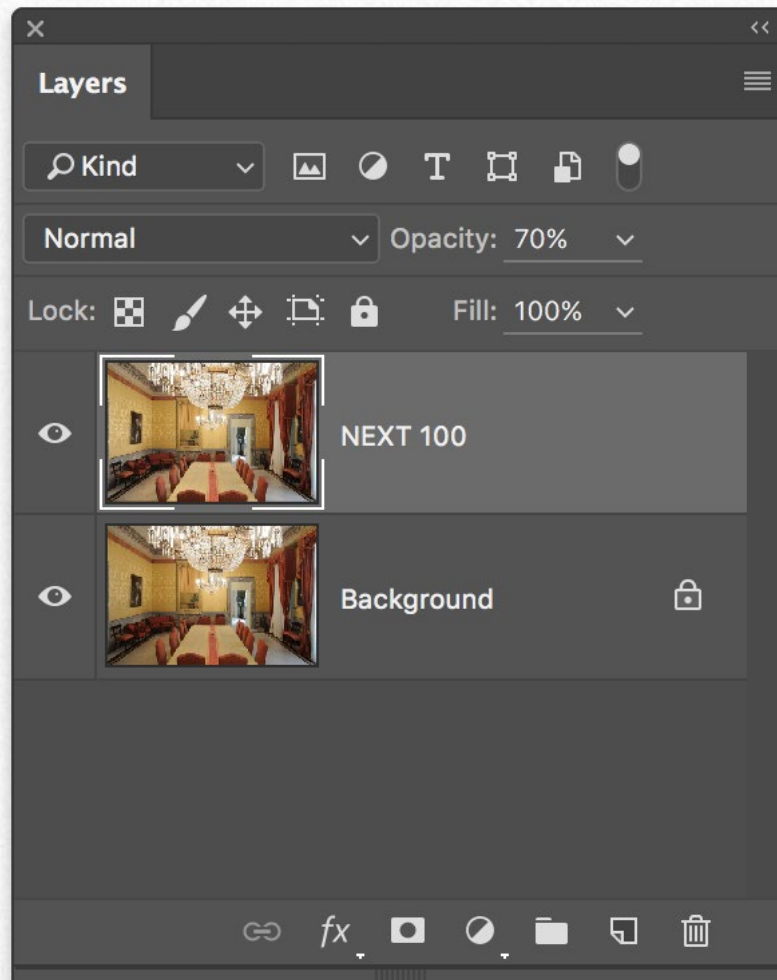 Layers
Kind
Normal
Opacity: 70%
Lock:
Fill: 100%
NEXT 100
Background
fx